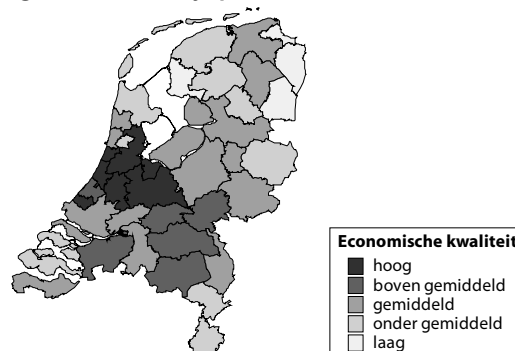 Economische kwaliteit
hoog
boven gemiddeld
gemiddeld
onder gemiddeld
laag